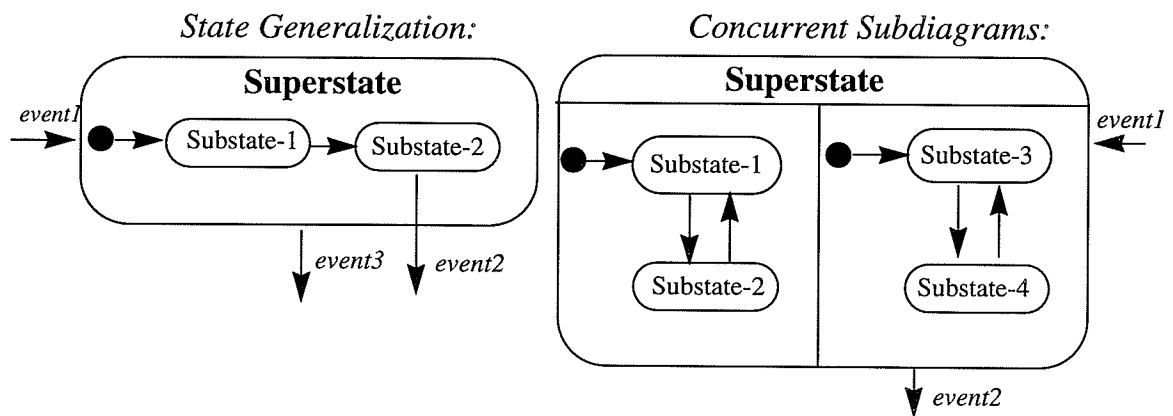 State Generalization:
Superstate
event1
Substate-1
Substate-2
event3
event2
Concurrent Subdiagrams:
Superstate
event1
Substate-1
Substate-3
Substate-2
Substate-4
event2